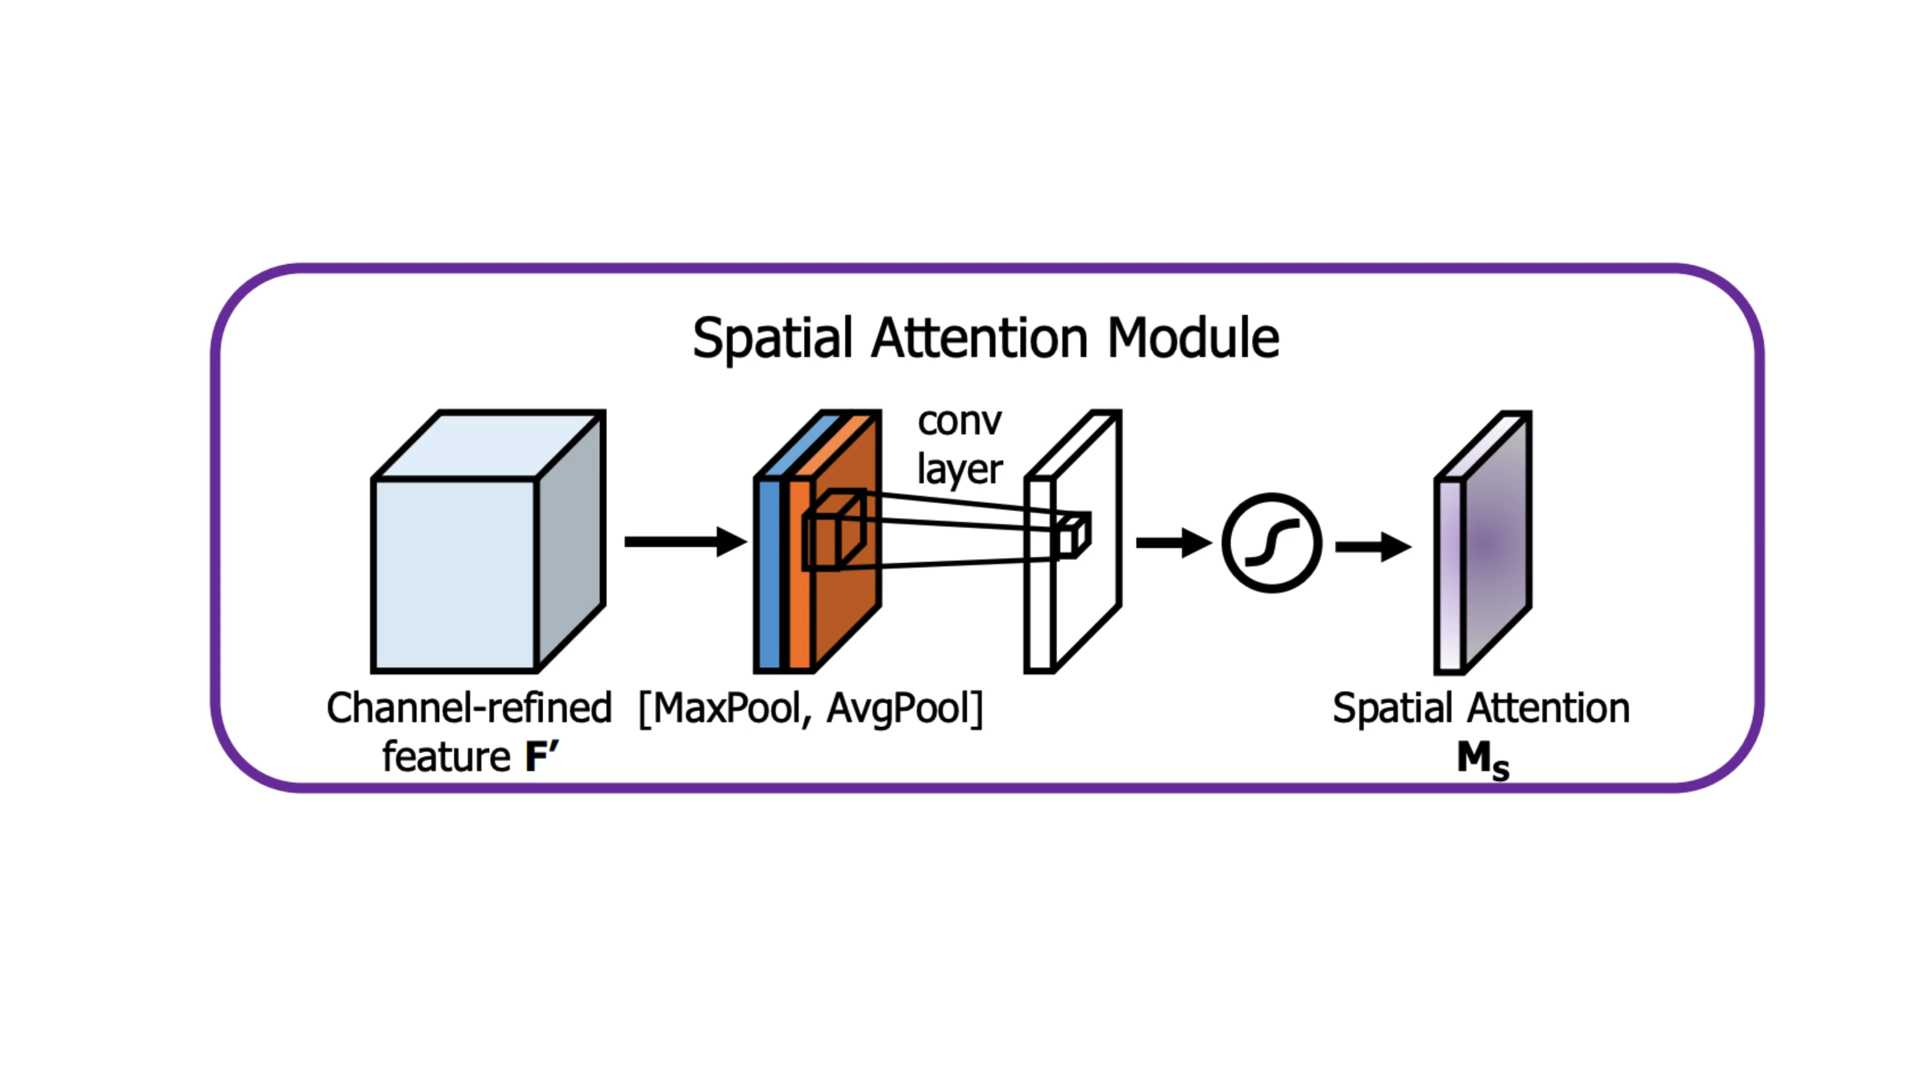 Spatial Attention Module
conv
layer
Channel-refined
feature F’
[MaxPool, AvgPool]
Spatial Attention
Ms